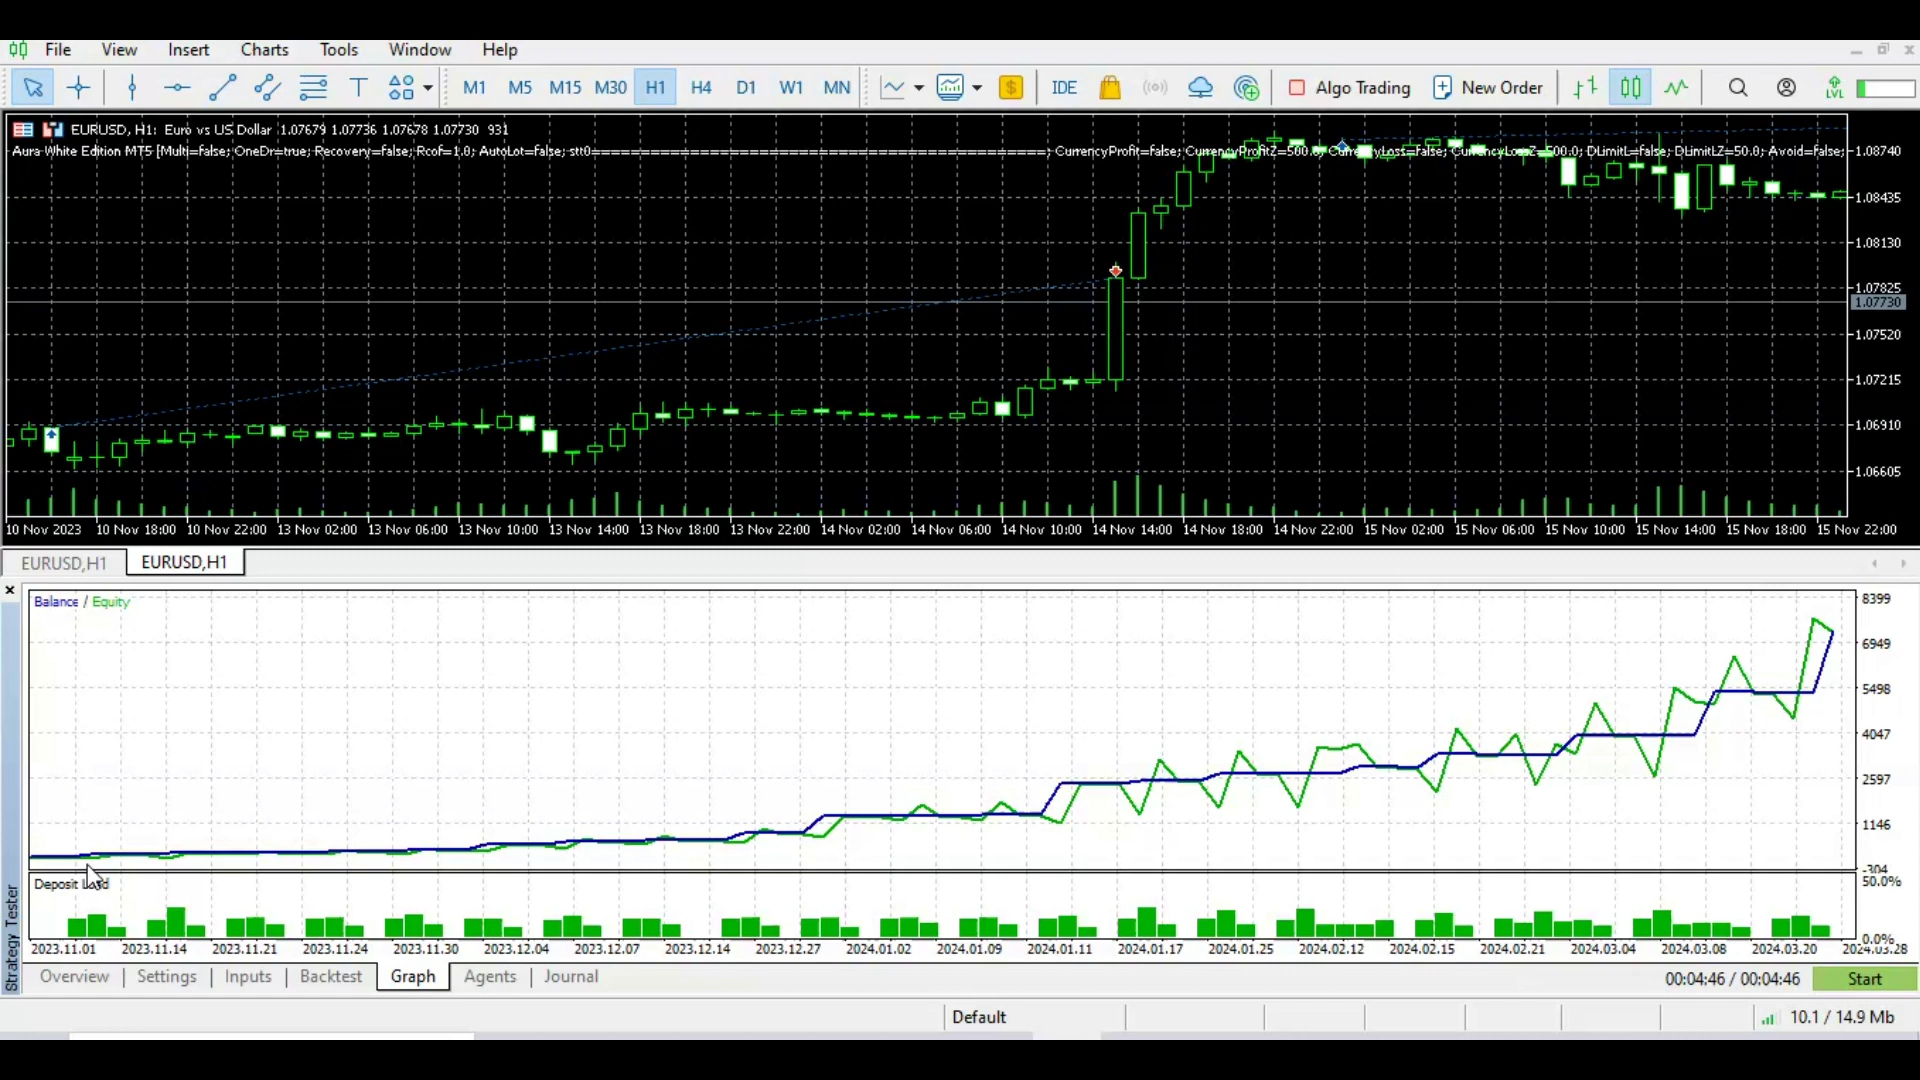 File View Insert Charts Tools Window Help
M1 M5 M15 M30 H1 H4 D1 W1 MN IDE Algo Trading New Order LVL
EURUSD, H1: Euro vs US Dollar 1.07679 1.07736 1.07678 1.07730 931
Aura White Edition MT5 [Multi=false; OneDr=true; Recovery=false; Rcof=1.0; AutoLot=false; stt0= ; CurrencyProfit=false; CurrencyProfitZ=500.0; CurrencyLoss=false; CurrencyLossZ=500.0; DLimitL=false; DLimitLZ=50.0; Avoid=false;
1.08740
1.08435
1.08130
1.07825
1.07730
1.07520
1.07215
1.06910
1.06605
10 Nov 2023 10 Nov 18:00 10 Nov 22:00 13 Nov 02:00 13 Nov 06:00 13 Nov 10:00 13 Nov 14:00 13 Nov 18:00 13 Nov 22:00 14 Nov 02:00 14 Nov 06:00 14 Nov 10:00 14 Nov 14:00 14 Nov 18:00 14 Nov 22:00 15 Nov 02:00 15 Nov 06:00 15 Nov 10:00 15 Nov 14:00 15 Nov 18:00 15 Nov 22:00
EURUSD,H1 EURUSD,H1
Balance / Equity
8399
6949
5498
4047
2597
1146
-304
Deposit Load
50.0%
0.0%
2023.11.01 2023.11.14 2023.11.21 2023.11.24 2023.11.30 2023.12.04 2023.12.07 2023.12.14 2023.12.27 2024.01.02 2024.01.09 2024.01.11 2024.01.17 2024.01.25 2024.02.12 2024.02.15 2024.02.21 2024.03.04 2024.03.08 2024.03.20 2024.03.28
Strategy Tester
Overview Settings Inputs Backtest Graph Agents Journal 00:04:46 / 00:04:46 Start
Default 10.1 / 14.9 Mb